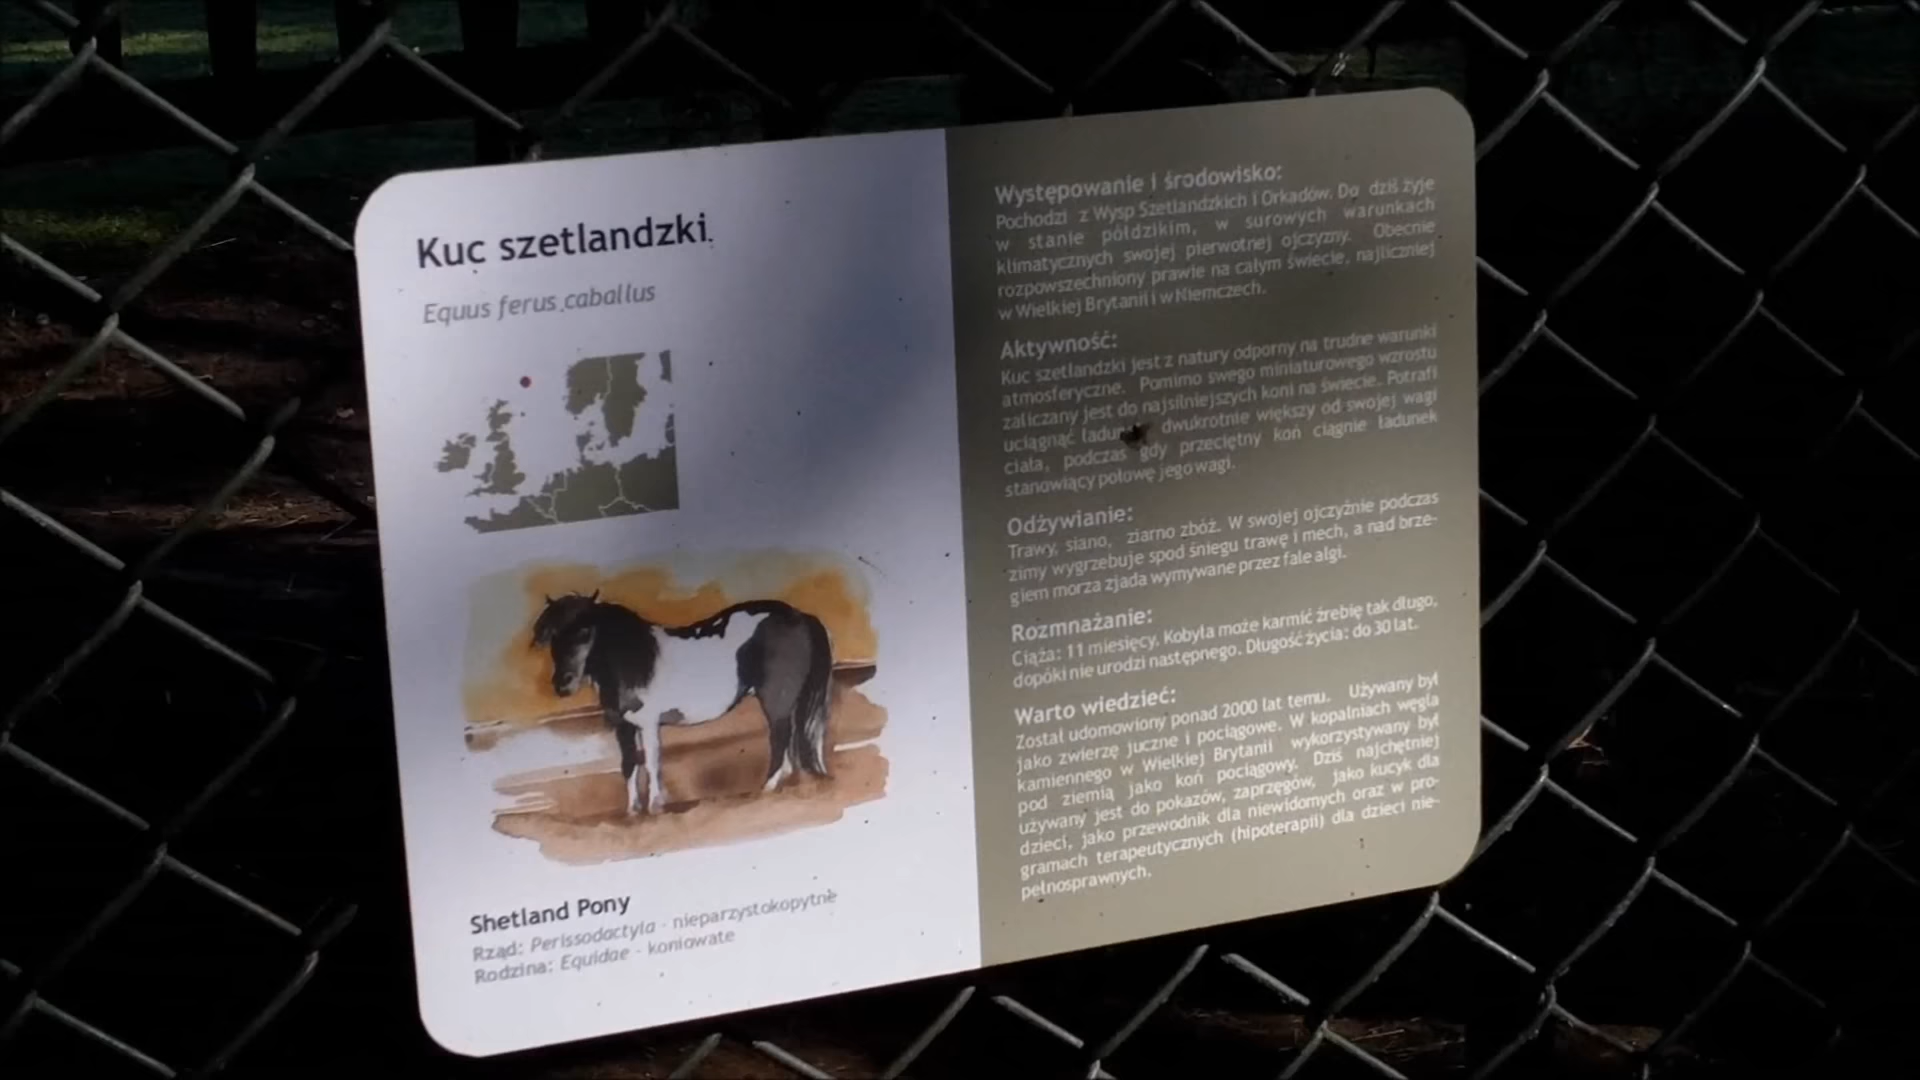 Kuc szetlandzki
Equus ferus caballus
Shetland Pony
Rząd: Perissodactyla - nieparzystokopytne
Rodzina: Equidae - koniowate
Występowanie i środowisko:
Pochodzi z Wysp Szetlandzkich i Orkadów. Do dziś żyje
w stanie półdzikim, w surowych warunkach
klimatycznych swojej pierwotnej ojczyzny. Obecnie
rozpowszechniony prawie na całym świecie, najliczniej
w Wielkiej Brytanii i w Niemczech.
Aktywność:
Kuc szetlandzki jest z natury odporny na trudne warunki
atmosferyczne. Pomimo swego miniaturowego wzrostu
zaliczany jest do najsilniejszych koni na świecie. Potrafi
uciągnąć ładunek dwukrotnie większy od swojej wagi
ciała, podczas gdy przeciętny koń ciągnie ładunek
stanowiący połowę jego wagi.
Odżywianie:
Trawy, siano, ziarno zbóż. W swojej ojczyźnie podczas
zimy wygrzebuje spod śniegu trawę i mech, a nad brze-
giem morza zjada wymywane przez fale algi.
Rozmnażanie:
Ciąża: 11 miesięcy. Kobyła może karmić źrebię tak długo,
dopóki nie urodzi następnego. Długość życia: do 30 lat.
Warto wiedzieć:
Został udomowiony ponad 2000 lat temu. Używany był
jako zwierzę juczne i pociągowe. W kopalniach węgla
kamiennego w Wielkiej Brytanii wykorzystywany był
pod ziemią jako koń pociągowy. Dziś najchętniej
używany jest do pokazów, zaprzęgów, jako kucyk dla
dzieci, jako przewodnik dla niewidomych oraz w pro-
gramach terapeutycznych (hipoterapii) dla dzieci nie-
pełnosprawnych.